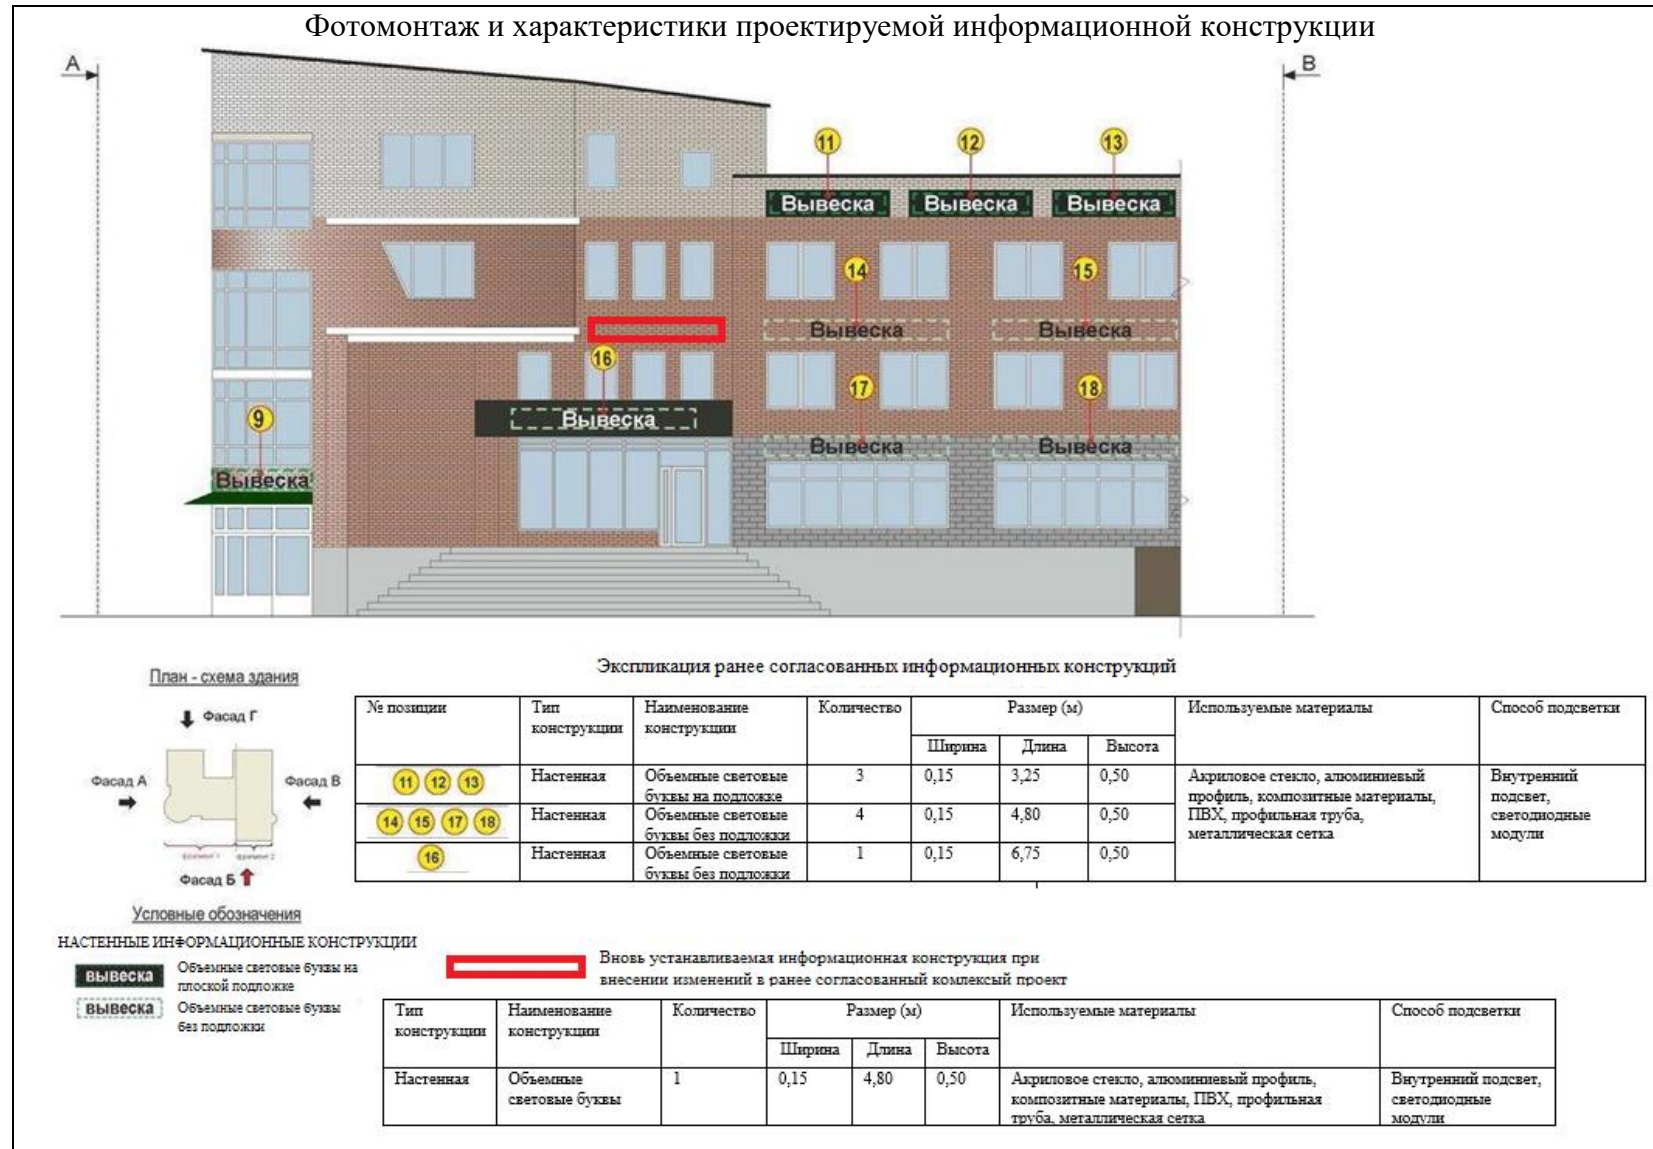 Фотомонтаж и характеристики проектируемой информационной конструкции
А
В
11
12
13
Вывеска
Вывеска
Вывеска
14
15
Вывеска
Вывеска
16
17
18
9
Вывеска
Вывеска
Вывеска
Вывеска
План - схема здания
Фасад Г
Фасад А
Фасад В
фрагмент 1
фрагмент 2
Фасад Б
Экспликация ранее согласованных информационных конструкций
№ позиции
Тип
конструкции
Наименование
конструкции
Количество
Размер (м)
Используемые материалы
Способ подсветки
Ширина
Длина
Высота
11 12 13
Настенная
Объемные световые
буквы на подложке
3
0,15
3,25
0,50
Акриловое стекло, алюминиевый
профиль, композитные материалы,
ПВХ, профильная труба,
металлическая сетка
Внутренний
подсвет,
светодиодные
модули
14 15 17 18
Настенная
Объемные световые
буквы без подложки
4
0,15
4,80
0,50
16
Настенная
Объемные световые
буквы без подложки
1
0,15
6,75
0,50
Условные обозначения
НАСТЕННЫЕ ИНФОРМАЦИОННЫЕ КОНСТРУКЦИИ
вывеска
Объемные световые буквы на
плоской подложке
вывеска
Объемные световые буквы
без подложки
Вновь устанавливаемая информационная конструкция при
внесении изменений в ранее согласованный комлексый проект
Тип
конструкции
Наименование
конструкции
Количество
Размер (м)
Используемые материалы
Способ подсветки
Ширина
Длина
Высота
Настенная
Объемные
световые буквы
1
0,15
4,80
0,50
Акриловое стекло, алюминиевый профиль,
композитные материалы, ПВХ, профильная
труба, металлическая сетка
Внутренний подсвет,
светодиодные
модули